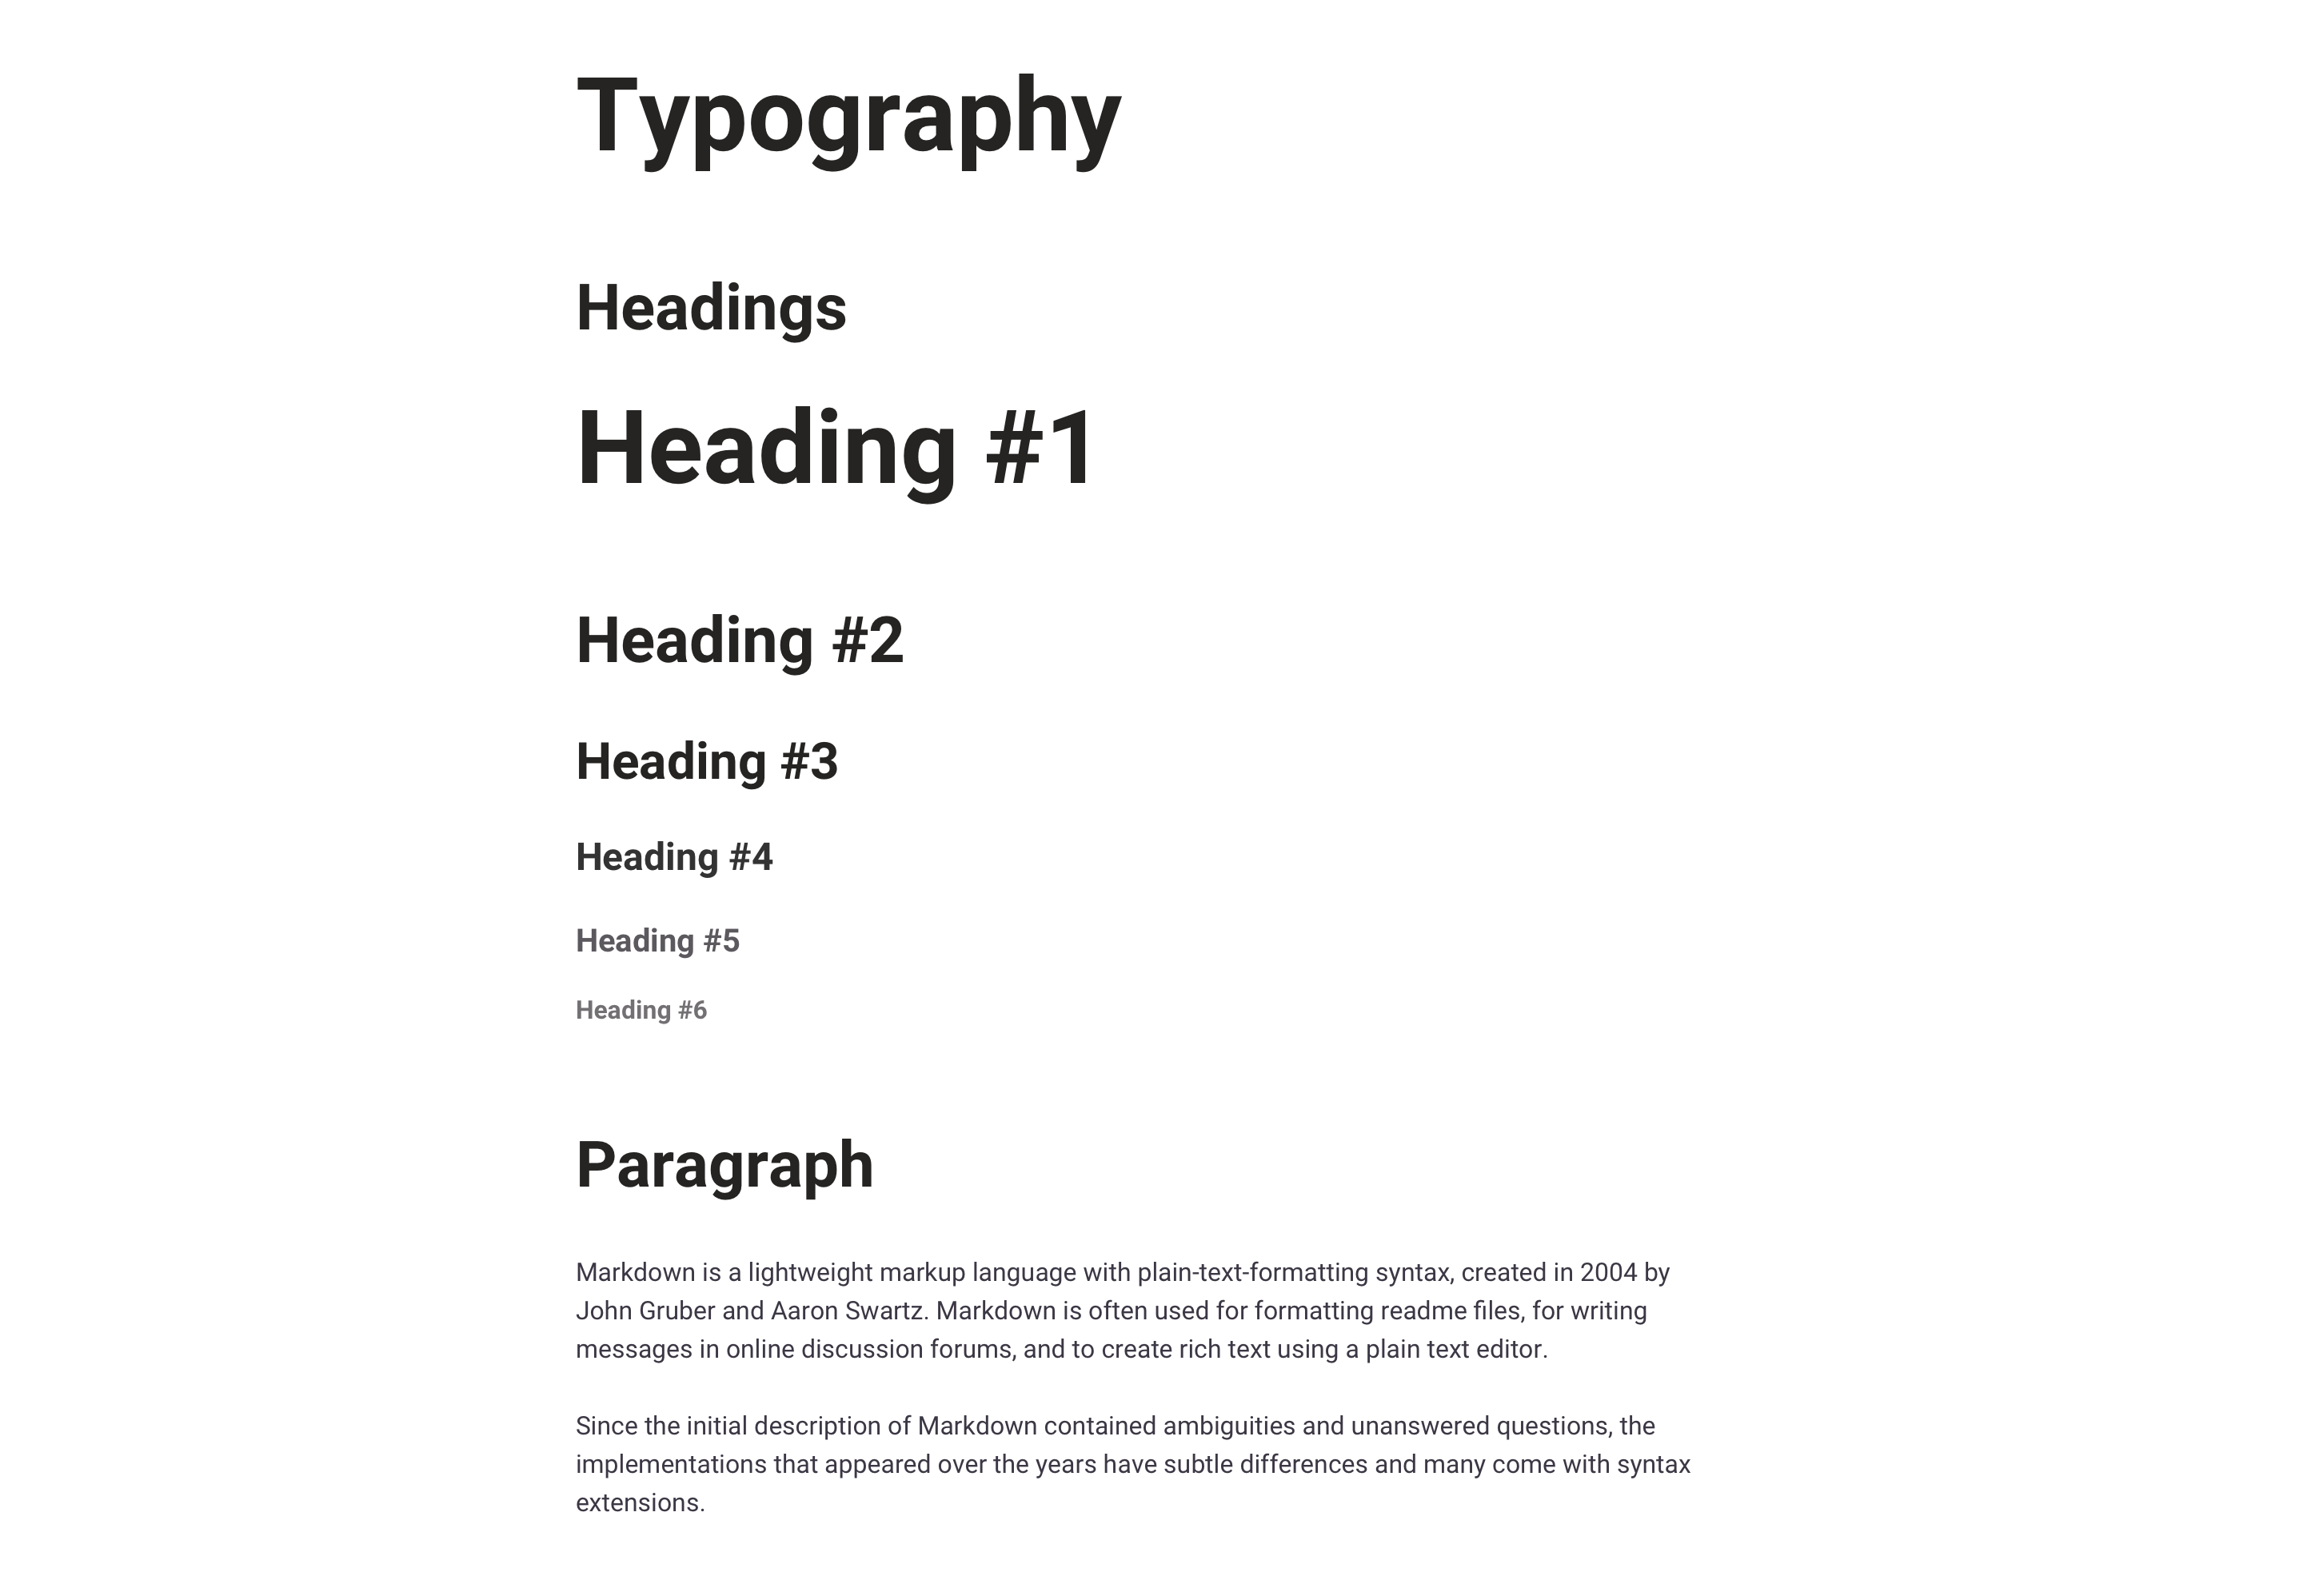 Typography
Headings
Heading #1
Heading #2
Heading #3
Heading #4
Heading #5
Heading #6
Paragraph
Markdown is a lightweight markup language with plain-text-formatting syntax, created in 2004 by
John Gruber and Aaron Swartz. Markdown is often used for formatting readme files, for writing
messages in online discussion forums, and to create rich text using a plain text editor.
Since the initial description of Markdown contained ambiguities and unanswered questions, the
implementations that appeared over the years have subtle differences and many come with syntax
extensions.